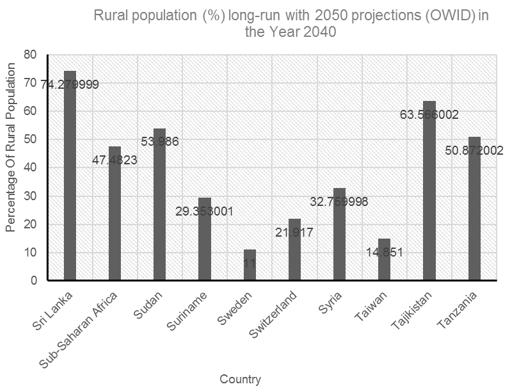 Rural population (%) long-run with 2050 projections (OWID) in
the Year 2040
Percentage Of Rural Population
80
70
60
50
40
30
20
10
0
74.279999
47.4823
53.986
29.353001
11
21.917
32.759998
14.851
63.566002
50.872002
Sri Lanka
Sub-Saharan Africa
Sudan
Suriname
Sweden
Switzerland
Syria
Taiwan
Tajikistan
Tanzania
Country